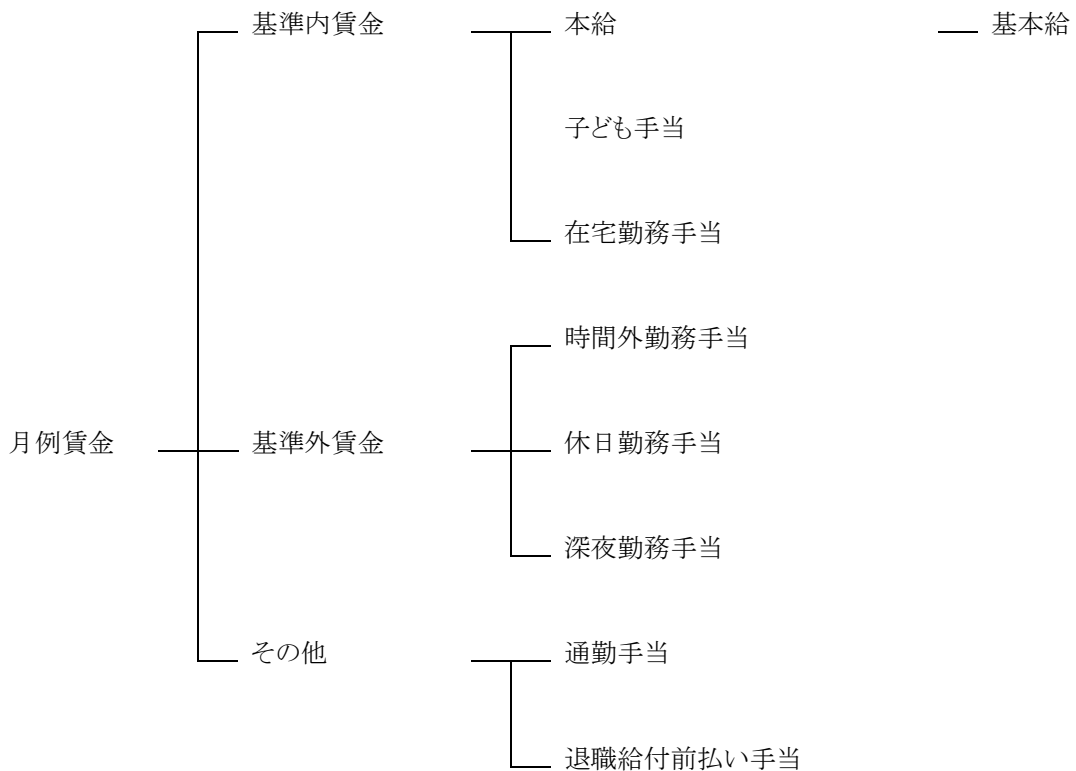 基準内賃金 本給 基本給
子ども手当
在宅勤務手当
時間外勤務手当
月例賃金 基準外賃金 休日勤務手当
深夜勤務手当
その他 通勤手当
退職給付前払い手当